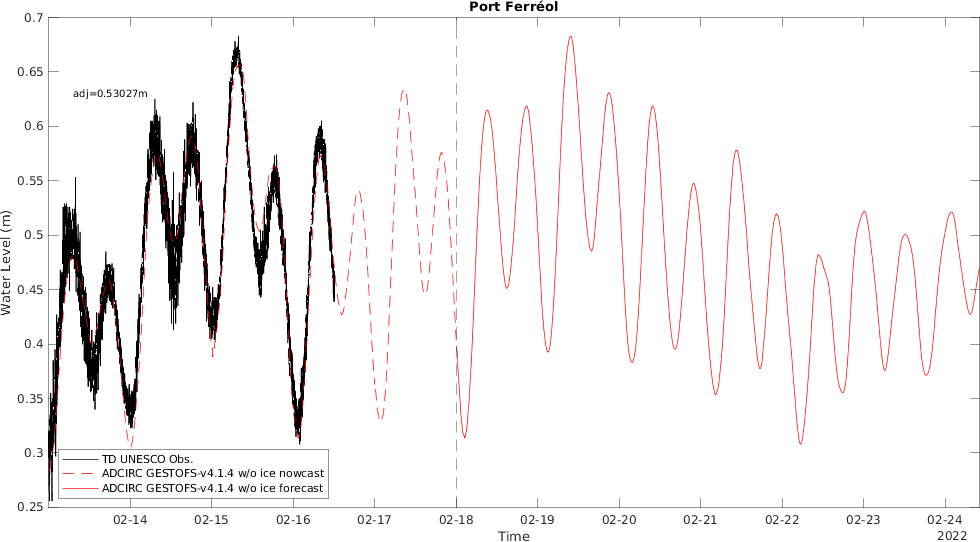 Port Ferréol
0.7
0.65
adj=0.53027m
0.6
0.55
0.5
Water Level (m)
0.45
0.4
0.35
0.3
0.25
TD UNESCO Obs.
ADCIRC GESTOFS-v4.1.4 w/o ice nowcast
ADCIRC GESTOFS-v4.1.4 w/o ice forecast
02-14 02-15 02-16 02-17 02-18 02-19 02-20 02-21 02-22 02-23 02-24
Time
2022